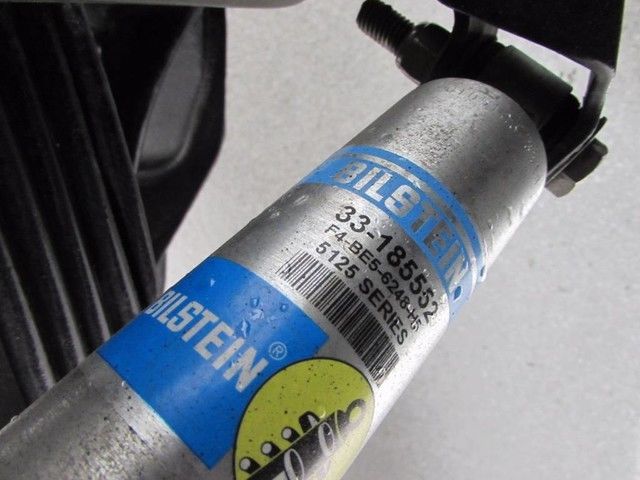 BILSTEIN
33-185552
F4-BE5-6248-H5
5125 SERIES
BILSTEIN®